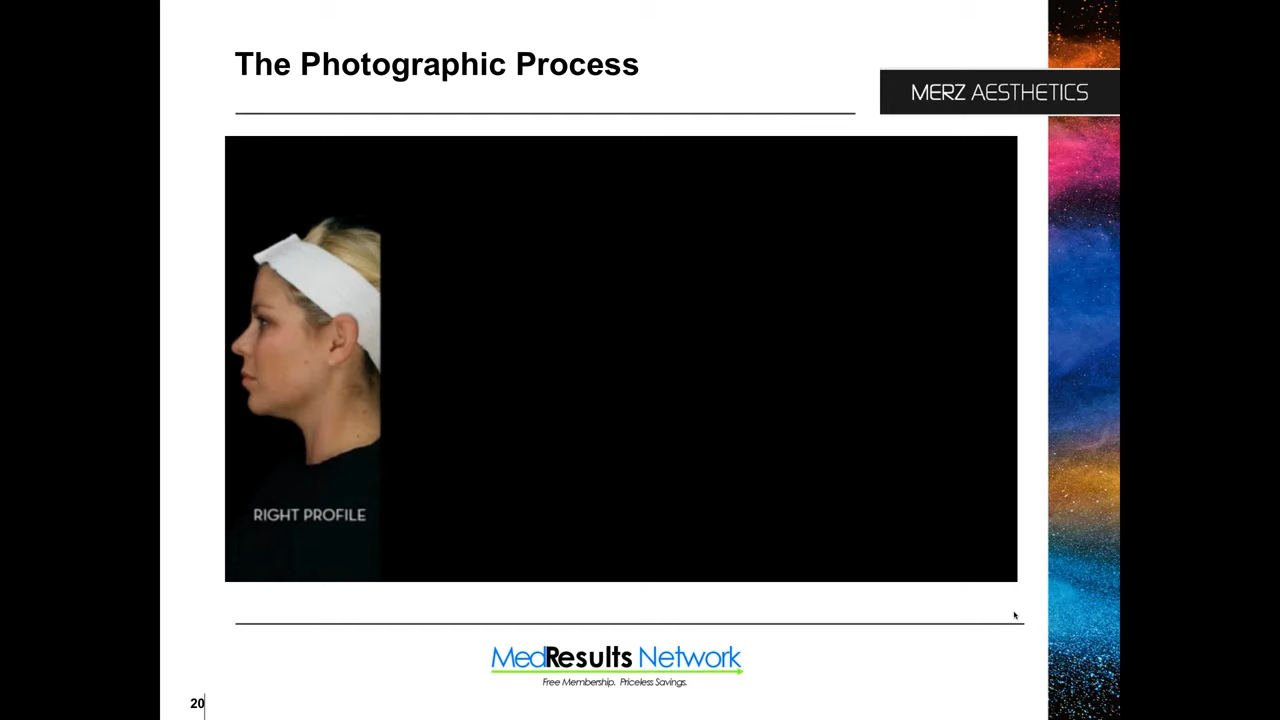 The Photographic Process
MERZ AESTHETICS
RIGHT PROFILE
MedResults Network
Free Membership. Priceless Savings.
20